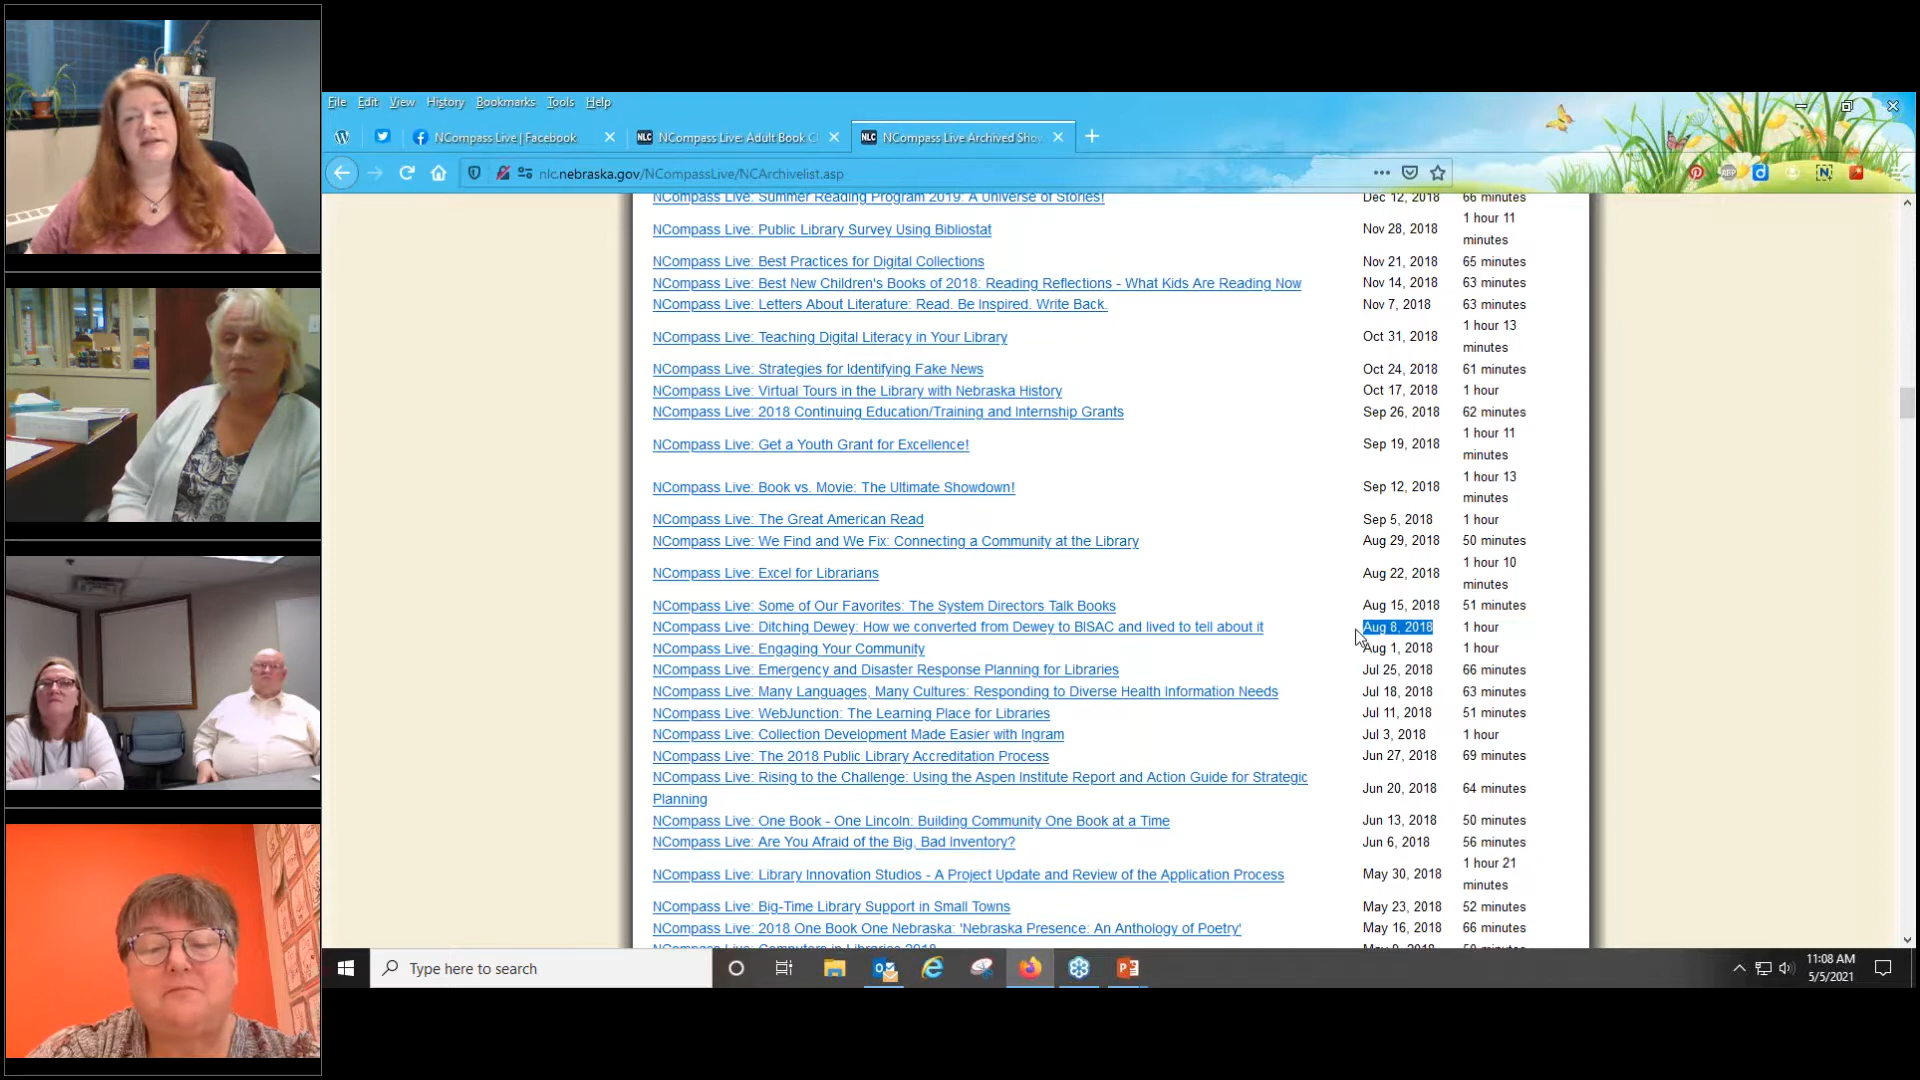 File Edit View History Bookmarks Tools Help
NCompass Live | Facebook
NLC NCompass Live: Adult Book C
NLC NCompass Live Archived Sho
nlc.nebraska.gov/NCompassLive/NCArchivelist.asp
NCompass Live: Summer Reading Program 2019: A Universe of Stories! Dec 12, 2018 66 minutes
NCompass Live: Public Library Survey Using Bibliostat Nov 28, 2018 1 hour 11
minutes
NCompass Live: Best Practices for Digital Collections Nov 21, 2018 65 minutes
NCompass Live: Best New Children's Books of 2018: Reading Reflections - What Kids Are Reading Now Nov 14, 2018 63 minutes
NCompass Live: Letters About Literature: Read. Be Inspired. Write Back. Nov 7, 2018 63 minutes
NCompass Live: Teaching Digital Literacy in Your Library Oct 31, 2018 1 hour 13
minutes
NCompass Live: Strategies for Identifying Fake News Oct 24, 2018 61 minutes
NCompass Live: Virtual Tours in the Library with Nebraska History Oct 17, 2018 1 hour
NCompass Live: 2018 Continuing Education/Training and Internship Grants Sep 26, 2018 62 minutes
NCompass Live: Get a Youth Grant for Excellence! Sep 19, 2018 1 hour 11
minutes
NCompass Live: Book vs. Movie: The Ultimate Showdown! Sep 12, 2018 1 hour 13
minutes
NCompass Live: The Great American Read Sep 5, 2018 1 hour
NCompass Live: We Find and We Fix: Connecting a Community at the Library Aug 29, 2018 50 minutes
NCompass Live: Excel for Librarians Aug 22, 2018 1 hour 10
minutes
NCompass Live: Some of Our Favorites: The System Directors Talk Books Aug 15, 2018 51 minutes
NCompass Live: Ditching Dewey: How we converted from Dewey to BISAC and lived to tell about it Aug 8, 2018 1 hour
NCompass Live: Engaging Your Community Aug 1, 2018 1 hour
NCompass Live: Emergency and Disaster Response Planning for Libraries Jul 25, 2018 66 minutes
NCompass Live: Many Languages, Many Cultures: Responding to Diverse Health Information Needs Jul 18, 2018 63 minutes
NCompass Live: WebJunction: The Learning Place for Libraries Jul 11, 2018 51 minutes
NCompass Live: Collection Development Made Easier with Ingram Jul 3, 2018 1 hour
NCompass Live: The 2018 Public Library Accreditation Process Jun 27, 2018 69 minutes
NCompass Live: Rising to the Challenge: Using the Aspen Institute Report and Action Guide for Strategic
Planning Jun 20, 2018 64 minutes
NCompass Live: One Book - One Lincoln: Building Community One Book at a Time Jun 13, 2018 50 minutes
NCompass Live: Are You Afraid of the Big, Bad Inventory? Jun 6, 2018 56 minutes
NCompass Live: Library Innovation Studios - A Project Update and Review of the Application Process May 30, 2018 1 hour 21
minutes
NCompass Live: Big-Time Library Support in Small Towns May 23, 2018 52 minutes
NCompass Live: 2018 One Book One Nebraska: 'Nebraska Presence: An Anthology of Poetry' May 16, 2018 66 minutes
NCompass Live: Computers in Libraries 2018
Type here to search
11:08 AM
5/5/2021